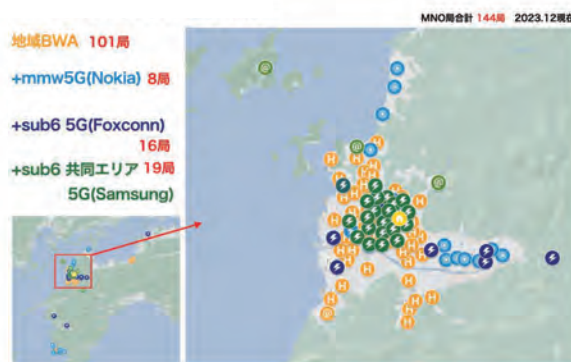 MNO局合計 144局 2023.12現在
地域BWA 101局
+mmw5G(Nokia) 8局
+sub6 5G(Foxconn)
16局
+sub6 共同エリア 19局
5G(Samsung)